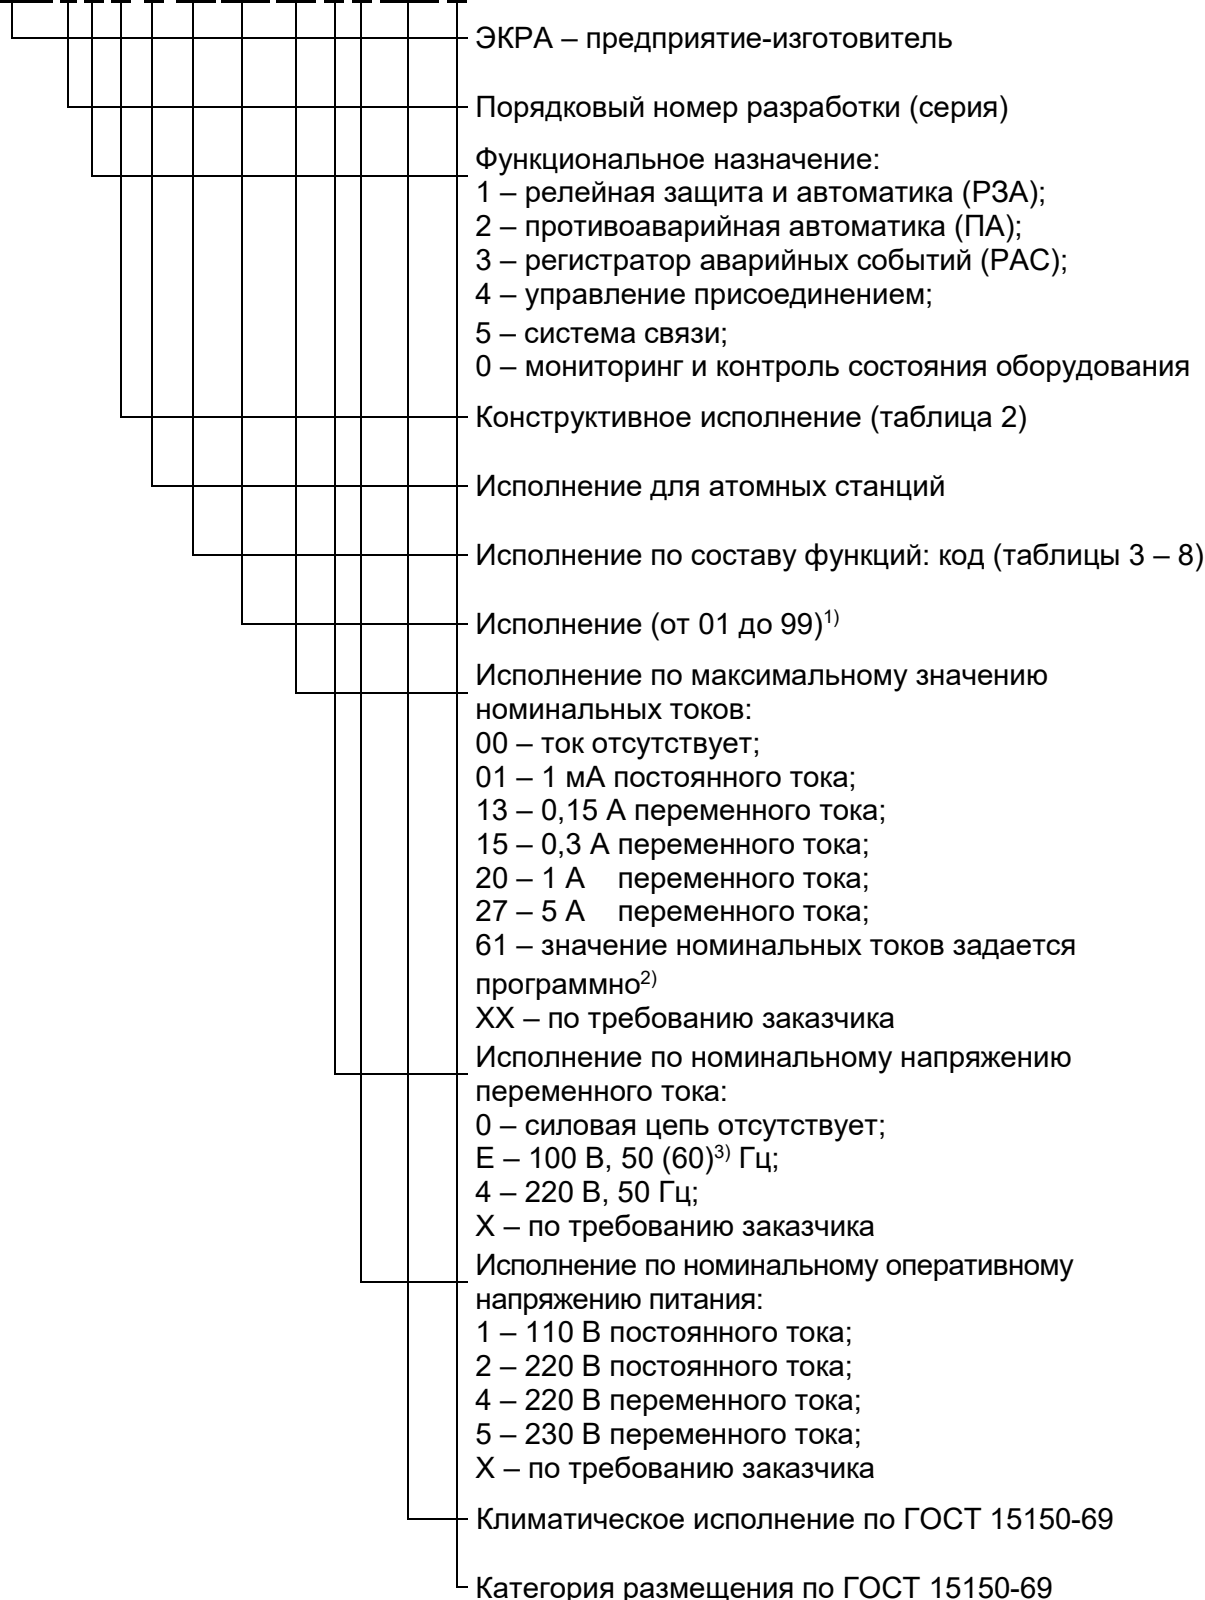 ЭКРА – предприятие-изготовитель
Порядковый номер разработки (серия)
Функциональное назначение:
1 – релейная защита и автоматика (РЗА);
2 – противоаварийная автоматика (ПА);
3 – регистратор аварийных событий (РАС);
4 – управление присоединением;
5 – система связи;
0 – мониторинг и контроль состояния оборудования
Конструктивное исполнение (таблица 2)
Исполнение для атомных станций
Исполнение по составу функций: код (таблицы 3 – 8)
Исполнение (от 01 до 99)1)
Исполнение по максимальному значению
номинальных токов:
00 – ток отсутствует;
01 – 1 мА постоянного тока;
13 – 0,15 А переменного тока;
15 – 0,3 А переменного тока;
20 – 1 А переменного тока;
27 – 5 А переменного тока;
61 – значение номинальных токов задается
программно2)
ХХ – по требованию заказчика
Исполнение по номинальному напряжению
переменного тока:
0 – силовая цепь отсутствует;
Е – 100 В, 50 (60)3) Гц;
4 – 220 В, 50 Гц;
Х – по требованию заказчика
Исполнение по номинальному оперативному
напряжению питания:
1 – 110 В постоянного тока;
2 – 220 В постоянного тока;
4 – 220 В переменного тока;
5 – 230 В переменного тока;
Х – по требованию заказчика
Климатическое исполнение по ГОСТ 15150-69
Категория размещения по ГОСТ 15150-69